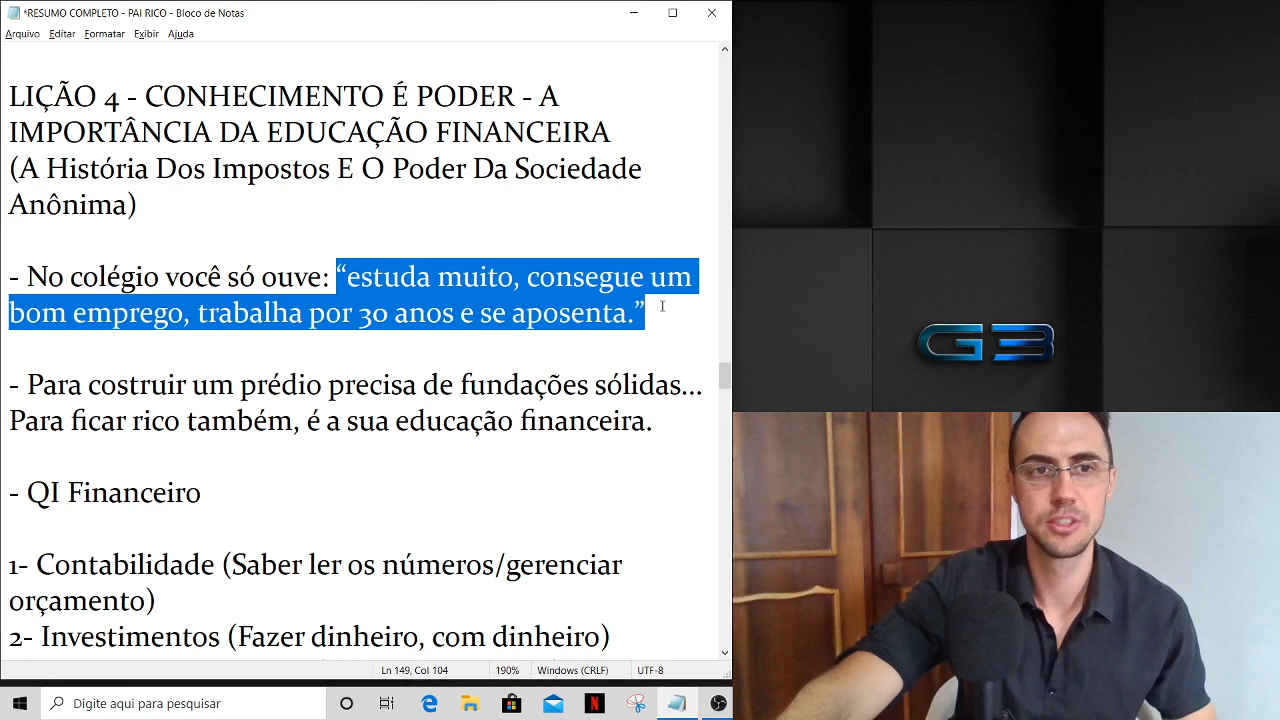 *RESUMO COMPLETO - PAI RICO - Bloco de Notas
Arquivo Editar Formatar Exibir Ajuda
LIÇÃO 4 - CONHECIMENTO É PODER - A
IMPORTÂNCIA DA EDUCAÇÃO FINANCEIRA
(A História Dos Impostos E O Poder Da Sociedade
Anônima)
- No colégio você só ouve: “estuda muito, consegue um
bom emprego, trabalha por 30 anos e se aposenta.”
- Para costruir um prédio precisa de fundações sólidas...
Para ficar rico também, é a sua educação financeira.
- QI Financeiro
1- Contabilidade (Saber ler os números/gerenciar
orçamento)
2- Investimentos (Fazer dinheiro, com dinheiro)
Ln 149, Col 104 190% Windows (CRLF) UTF-8
Digite aqui para pesquisar
G3